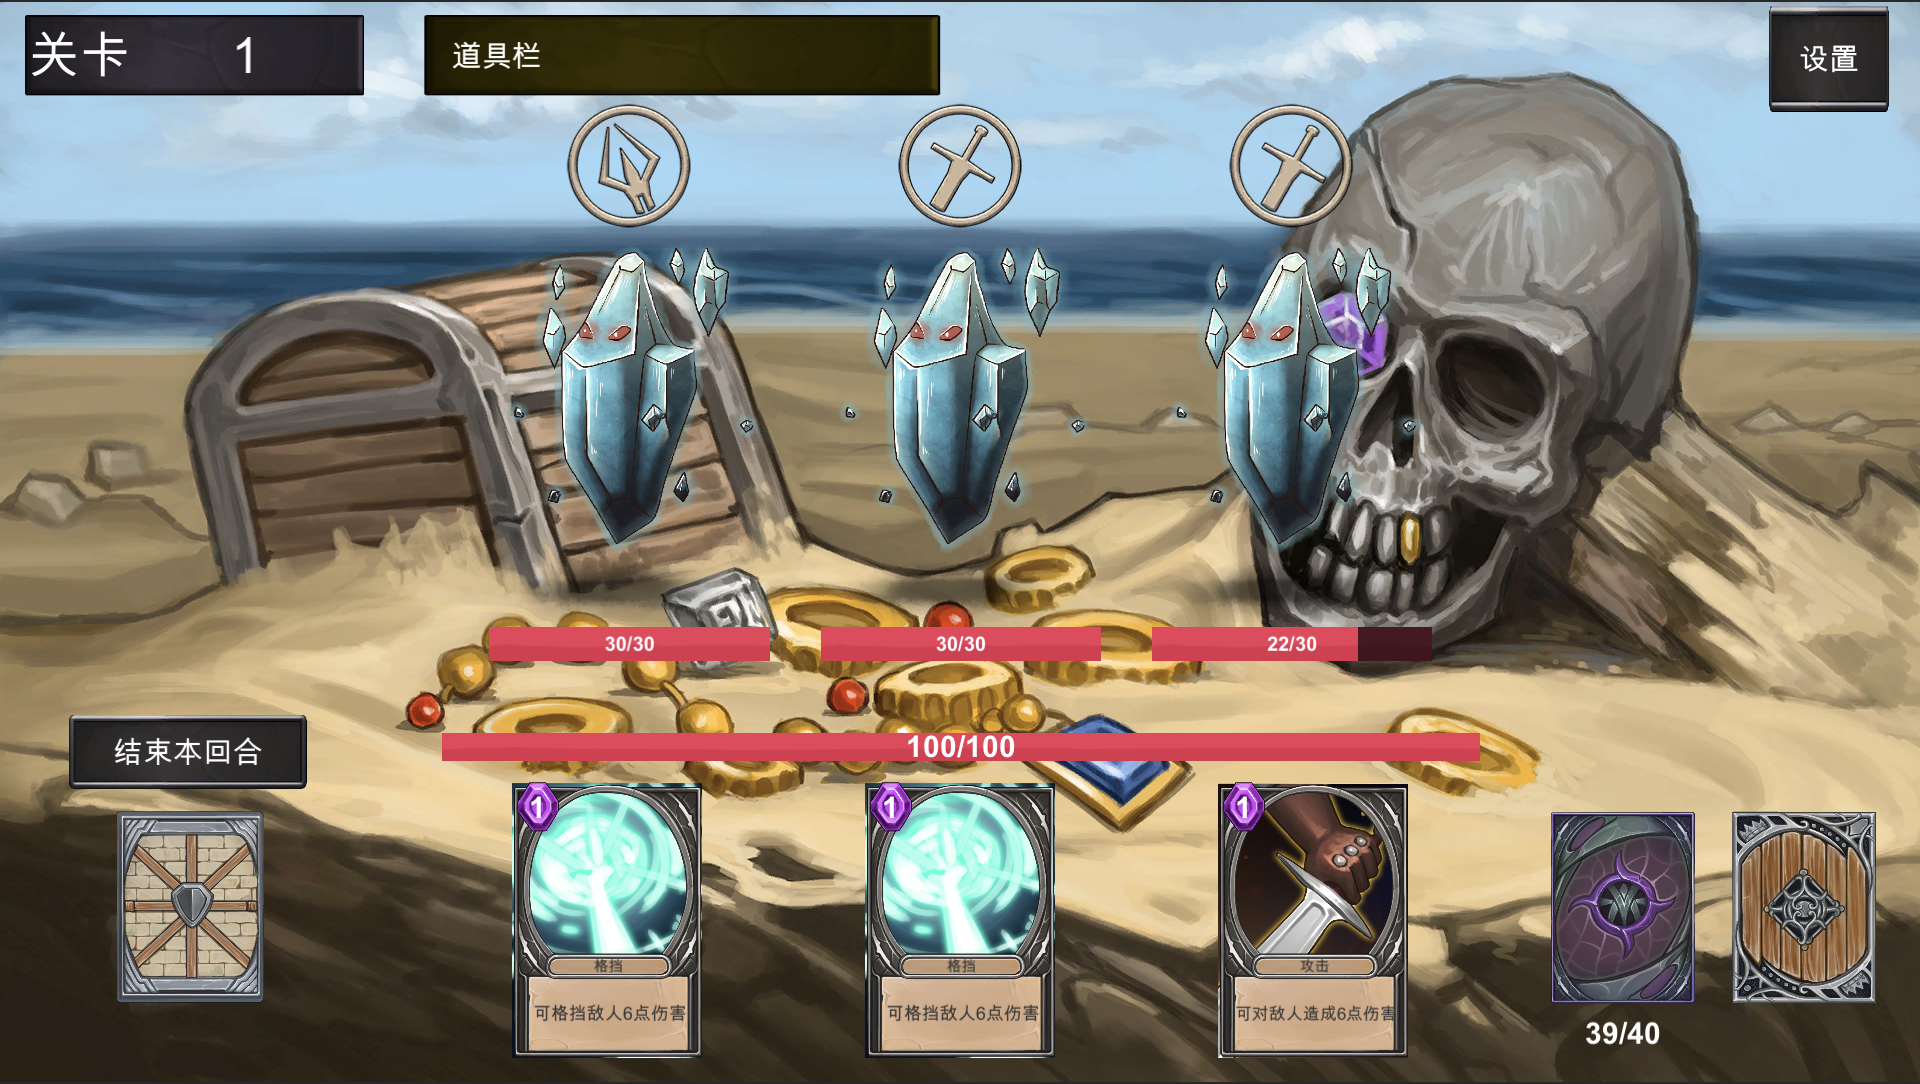 关卡 1
道具栏
设置
30/30
30/30
22/30
结束本回合
100/100
1
1
1
格挡
格挡
攻击
可格挡敌人6点伤害
可格挡敌人6点伤害
可对敌人造成6点伤害
39/40